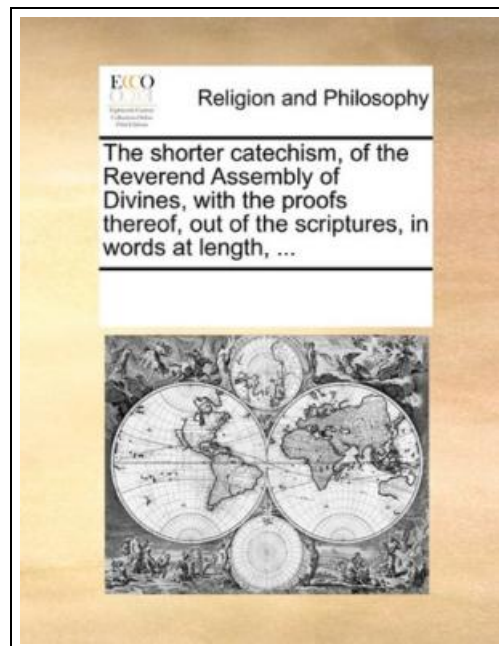 ECCO
Religion and Philosophy
The shorter catechism, of the
Reverend Assembly of
Divines, with the proofs
thereof, out of the scriptures, in
words at length, ...